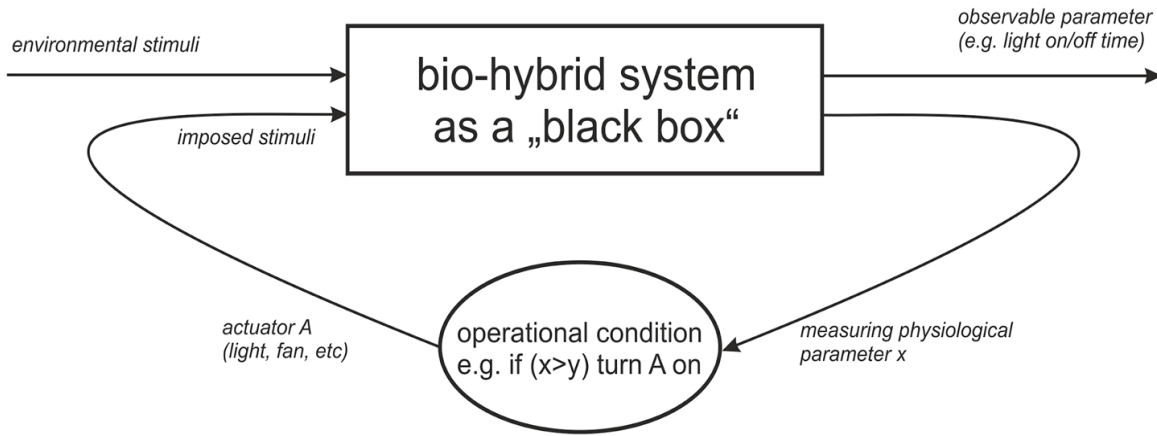 environmental stimuli
observable parameter
(e.g. light on/off time)
bio-hybrid system
as a „black box“
imposed stimuli
actuator A
(light, fan, etc)
operational condition
e.g. if (x>y) turn A on
measuring physiological
parameter x